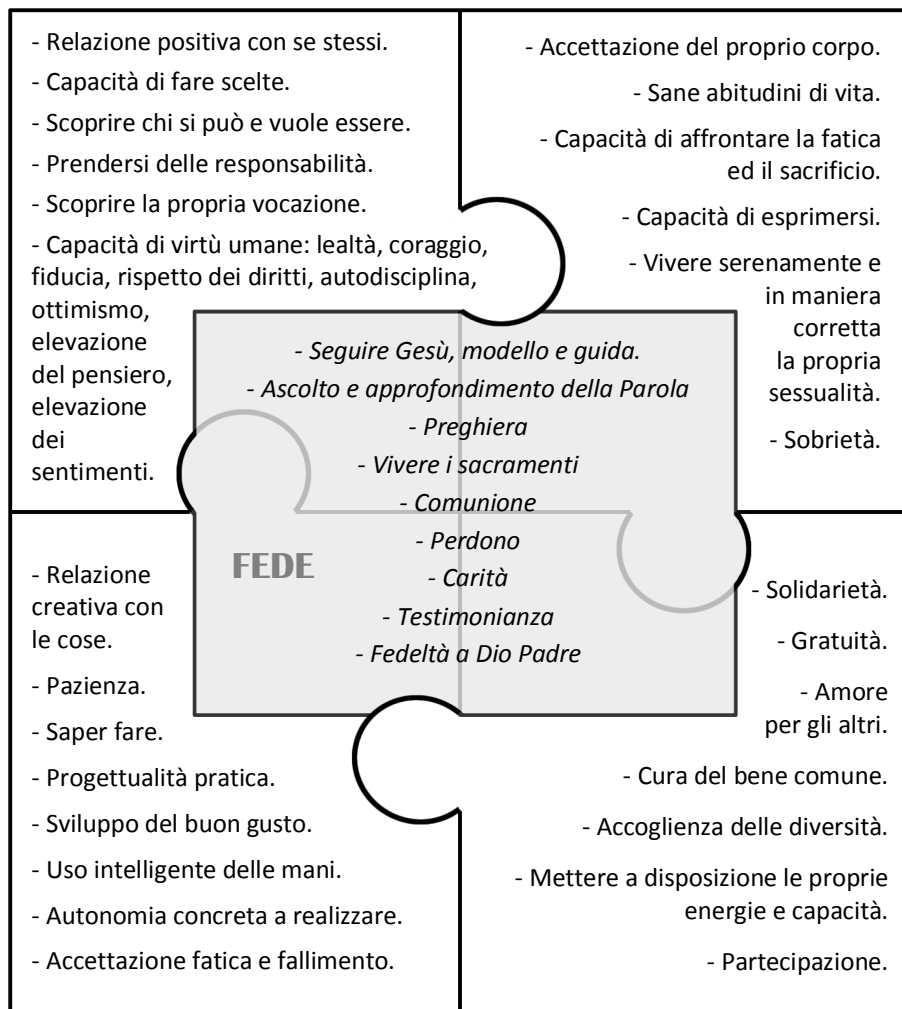 - Relazione positiva con se stessi.
- Capacità di fare scelte.
- Scoprire chi si può e vuole essere.
- Prendersi delle responsabilità.
- Scoprire la propria vocazione.
- Capacità di virtù umane: lealtà, coraggio,
fiducia, rispetto dei diritti, autodisciplina,
ottimismo,
elevazione
del pensiero,
elevazione
dei
sentimenti.
- Accettazione del proprio corpo.
- Sane abitudini di vita.
- Capacità di affrontare la fatica
ed il sacrificio.
- Capacità di esprimersi.
- Vivere serenamente e
in maniera
corretta
la propria
sessualità.
- Sobrietà.
- Seguire Gesù, modello e guida.
- Ascolto e approfondimento della Parola
- Preghiera
- Vivere i sacramenti
- Comunione
- Perdono
- Carità
- Testimonianza
- Fedeltà a Dio Padre
FEDE
- Relazione
creativa con
le cose.
- Pazienza.
- Saper fare.
- Progettualità pratica.
- Sviluppo del buon gusto.
- Uso intelligente delle mani.
- Autonomia concreta a realizzare.
- Accettazione fatica e fallimento.
- Solidarietà.
- Gratuità.
- Amore
per gli altri.
- Cura del bene comune.
- Accoglienza delle diversità.
- Mettere a disposizione le proprie
energie e capacità.
- Partecipazione.